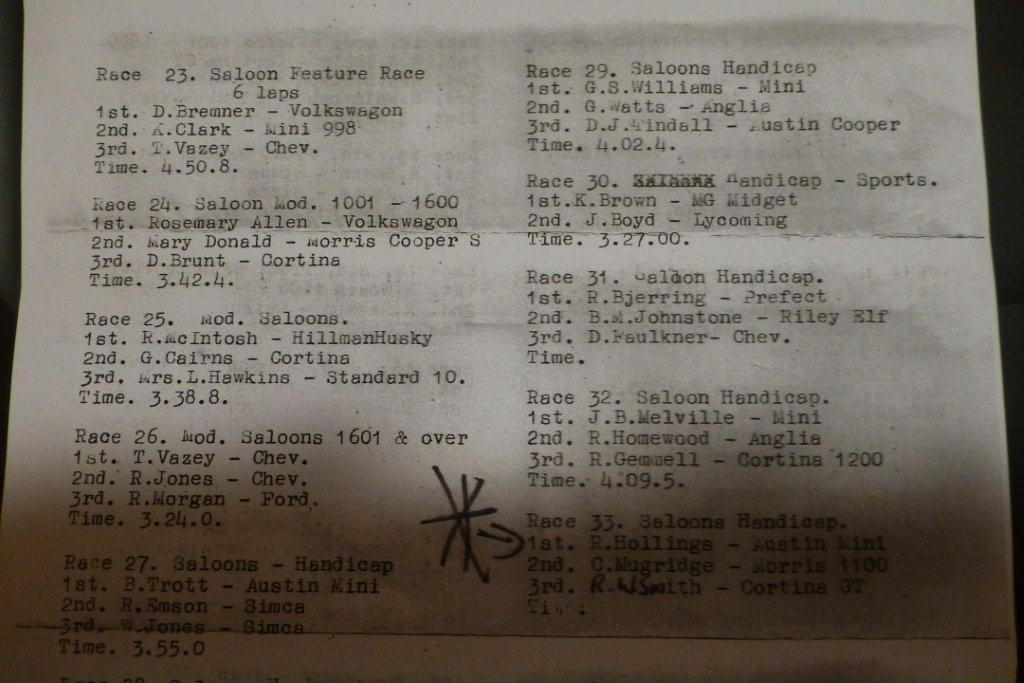 Race 23. Saloon Feature Race
6 laps
1st. D.Bremner - Volkswagon
2nd. K.Clark - Mini 998
3rd. T.Vazey - Chev.
Time. 4.50.8.
Race 24. Saloon Mod. 1001 - 1600
1st. Rosemary Allen - Volkswagon
2nd. Mary Donald - Morris Cooper S
3rd. D.Brunt - Cortina
Time. 3.42.4.
Race 25. Mod. Saloons.
1st. R.McIntosh - HillmanHusky
2nd. G.Cairns - Cortina
3rd. Mrs.L.Hawkins - Standard 10.
Time. 3.38.8.
Race 26. Mod. Saloons 1601 & over
1st. T.Vazey - Chev.
2nd. R.Jones - Chev.
3rd. R.Morgan - Ford.
Time. 3.24.0.
Race 27. Saloons - Handicap
1st. B.Trott - Austin Mini
2nd. R.Emson - Simca
3rd. W.Jones - Simca
Time. 3.55.0
Race 29. Saloons Handicap
1st. G.S.Williams - Mini
2nd. G.Watts - Anglia
3rd. D.J.Tindall - Austin Cooper
Time. 4.02.4.
Race 30. Handicap - Sports.
1st.K.Brown - MG Midget
2nd. J.Boyd - Lycoming
Time. 3.27.00.
Race 31. Saloon Handicap.
1st. R.Bjerring - Prefect
2nd. B.M.Johnstone - Riley Elf
3rd. D.Faulkner- Chev.
Time.
Race 32. Saloon Handicap.
1st. J.B.Melville - Mini
2nd. R.Homewood - Anglia
3rd. R.Gemmell - Cortina 1200
Time. 4.09.5.
Race 33. Saloons Handicap.
1st. R.Hollings - Austin Mini
2nd. C.Mugridge - Morris 1100
3rd. R.W.Smith - Cortina GT